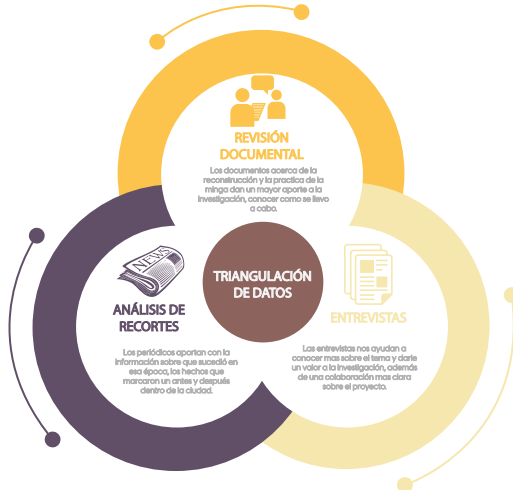 REVISIÓN
DOCUMENTAL
Los documentos acerca de la
reconstrucción y la practica de la
minga dan un mayor aporte a la
investigación, conocer como se llevo
a cabo.
NEWS
TRIANGULACIÓN
DE DATOS
ANÁLISIS DE
RECORTES
Los periódicos aportan con la
información sobre que sucedió en
esa época, los hechos que
marcaron un antes y después
dentro de la ciudad.
ENTREVISTAS
Las entrevistas nos ayudan a
conocer mas sobre el tema y darle
un valor a la investigación, además
de una colaboración mas clara
sobre el proyecto.